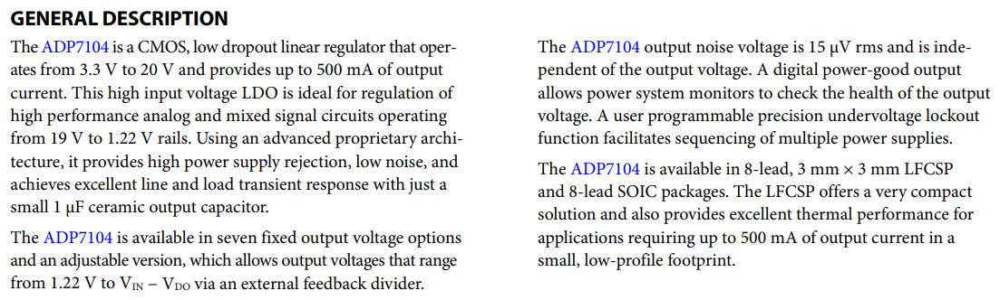 GENERAL DESCRIPTION
The ADP7104 is a CMOS, low dropout linear regulator that oper-
ates from 3.3 V to 20 V and provides up to 500 mA of output
current. This high input voltage LDO is ideal for regulation of
high performance analog and mixed signal circuits operating
from 19 V to 1.22 V rails. Using an advanced proprietary archi-
tecture, it provides high power supply rejection, low noise, and
achieves excellent line and load transient response with just a
small 1 μF ceramic output capacitor.
The ADP7104 is available in seven fixed output voltage options
and an adjustable version, which allows output voltages that range
from 1.22 V to VIN − VDO via an external feedback divider.
The ADP7104 output noise voltage is 15 μV rms and is inde-
pendent of the output voltage. A digital power-good output
allows power system monitors to check the health of the output
voltage. A user programmable precision undervoltage lockout
function facilitates sequencing of multiple power supplies.
The ADP7104 is available in 8-lead, 3 mm × 3 mm LFCSP
and 8-lead SOIC packages. The LFCSP offers a very compact
solution and also provides excellent thermal performance for
applications requiring up to 500 mA of output current in a
small, low-profile footprint.